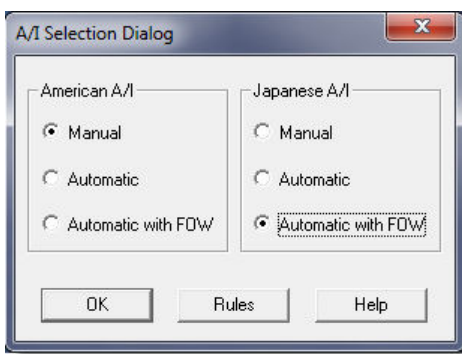 A/I Selection Dialog
American A/I
Manual
Automatic
Automatic with FOW
Japanese A/I
Manual
Automatic
Automatic with FOW
OK Rules Help